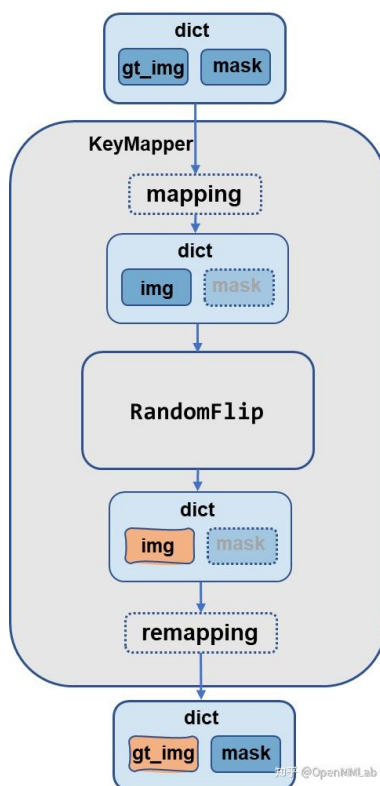 dict
gt_img mask
KeyMapper
mapping
dict
img mask
RandomFlip
dict
img mask
remapping
dict
gt_img mask
知乎 @OpenMMLab